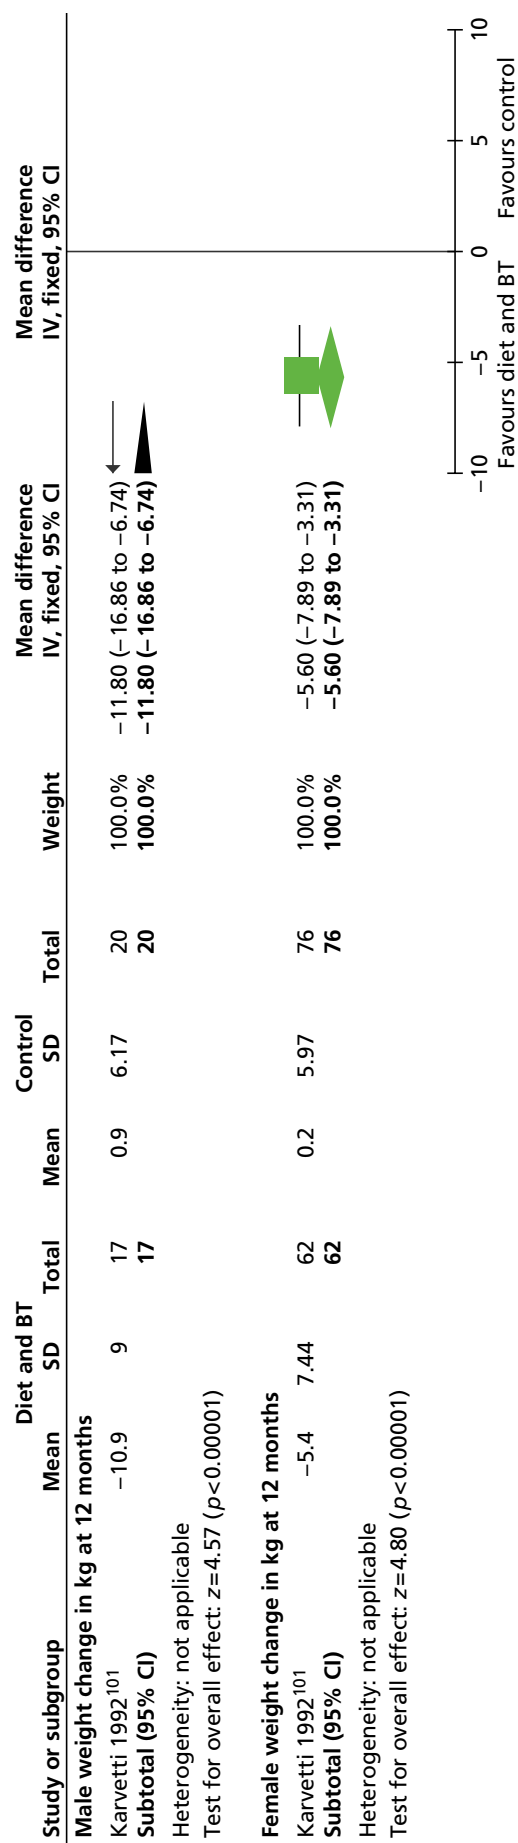 Diet and BT Control Mean difference Mean difference
Study or subgroup Mean SD Total Mean SD Total Weight IV, fixed, 95% CI IV, fixed, 95% CI
Male weight change in kg at 12 months
Karvetti 1992101 −10.9 9 17 0.9 6.17 20 100.0% −11.80 (−16.86 to −6.74)
Subtotal (95% CI) 17 20 100.0% −11.80 (−16.86 to −6.74)
Heterogeneity: not applicable
Test for overall effect: z=4.57 (p<0.00001)
Female weight change in kg at 12 months
Karvetti 1992101 −5.4 7.44 62 0.2 5.97 76 100.0% −5.60 (−7.89 to −3.31)
Subtotal (95% CI) 62 76 100.0% −5.60 (−7.89 to −3.31)
Heterogeneity: not applicable
Test for overall effect: z=4.80 (p<0.00001)
−10 −5 0 5 10
Favours diet and BT Favours control